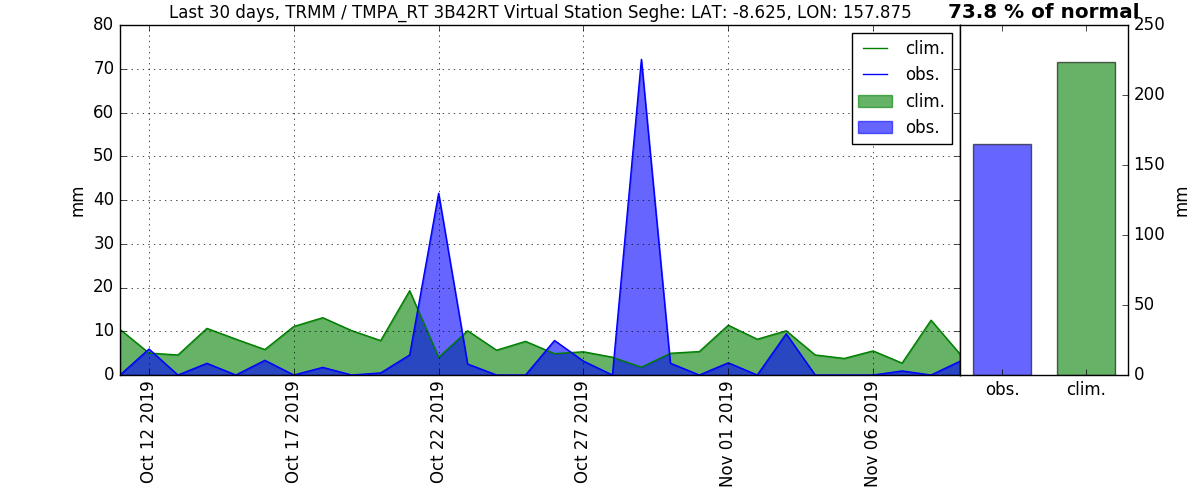 Last 30 days, TRMM / TMPA_RT 3B42RT Virtual Station Seghe: LAT: -8.625, LON: 157.875
73.8 % of normal
80
70
60
50
40
30
20
10
0
mm
clim.
obs.
clim.
obs.
250
200
150
100
50
0
mm
obs.
clim.
Oct 12 2019
Oct 17 2019
Oct 22 2019
Oct 27 2019
Nov 01 2019
Nov 06 2019